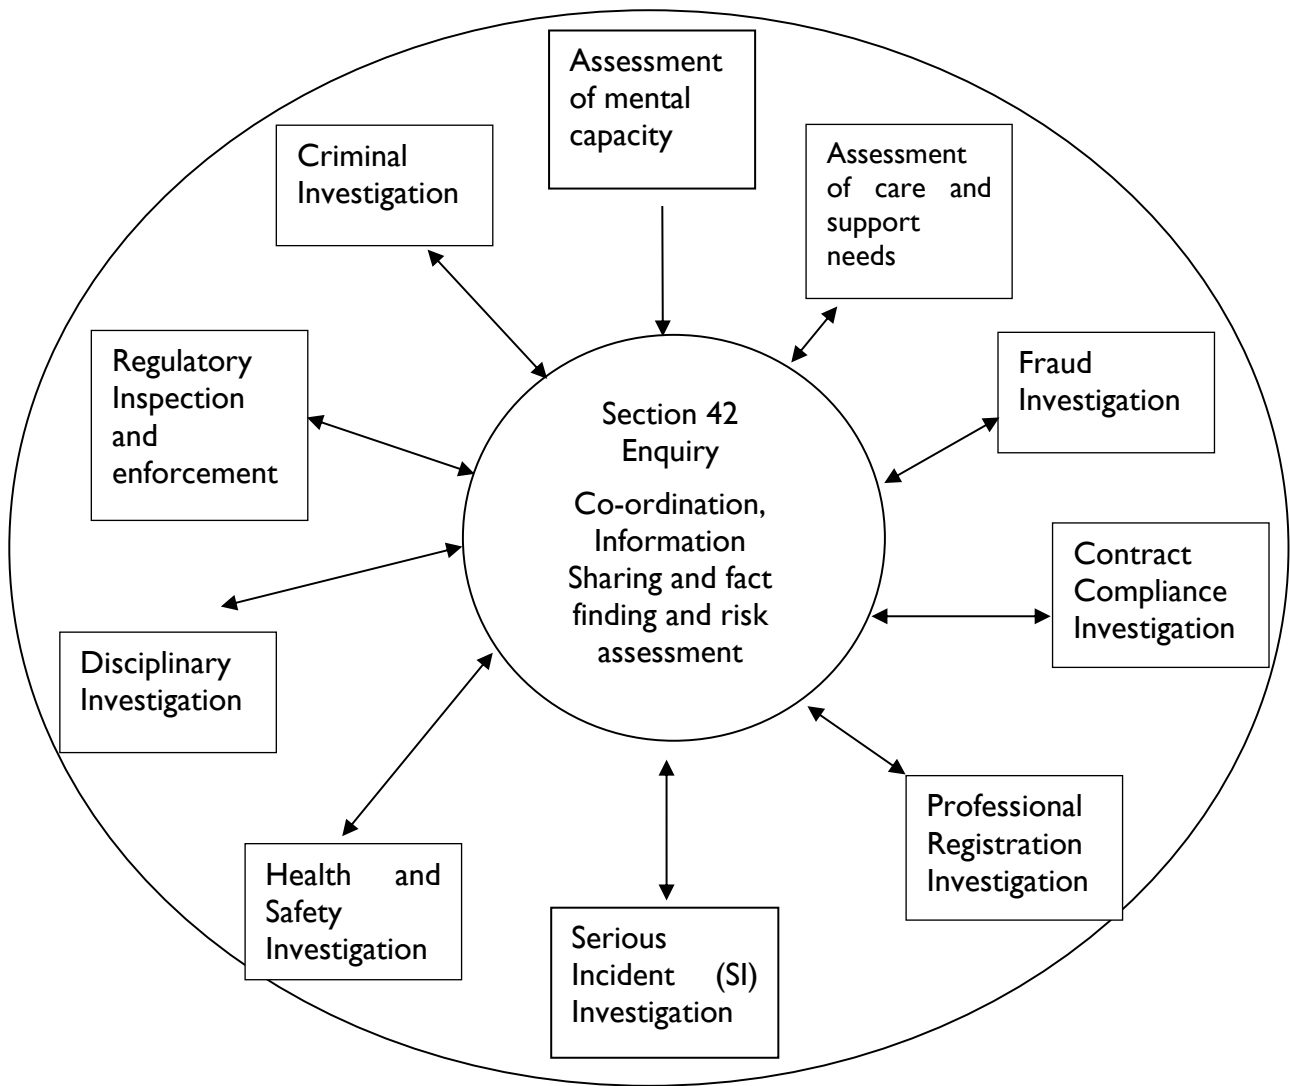 Assessment
of mental
capacity
Criminal
Investigation
Assessment
of care and
support
needs
Regulatory
Inspection
and
enforcement
Fraud
Investigation
Section 42
Enquiry
Co-ordination,
Information
Sharing and fact
finding and risk
assessment
Contract
Compliance
Investigation
Disciplinary
Investigation
Professional
Registration
Investigation
Health and
Safety
Investigation
Serious
Incident (SI)
Investigation